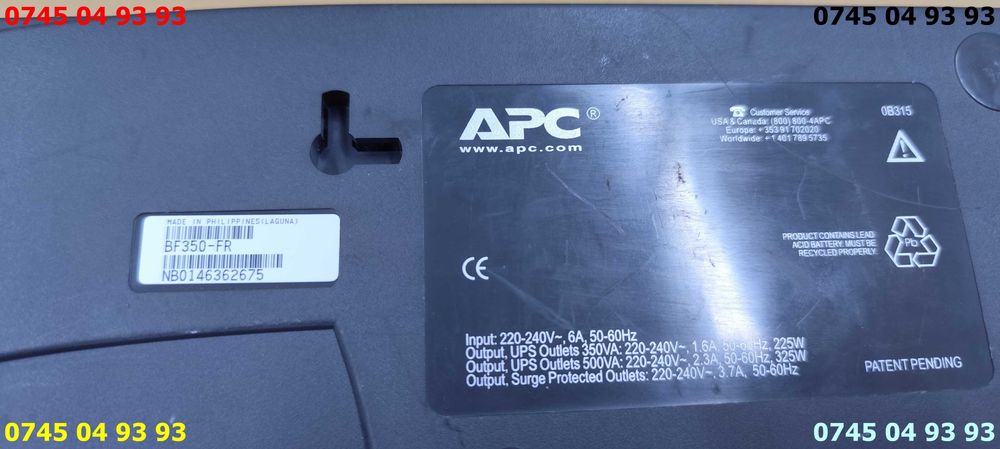 0745 04 93 93
0745 04 93 93
APC®
www.apc.com
Customer Service
USA & Canada: (800) 800-4APC
Europe: +353 91 702020
Worldwide: +1 401 789 5735
0B315
MADE IN PHILIPPINES(LAGUNA)
BF350-FR
NB0146362675
CE
PRODUCT CONTAINS LEAD
ACID BATTERY. MUST BE
RECYCLED PROPERLY.
Pb
Input: 220-240V~, 6A, 50-60Hz
Output, UPS Outlets 350VA: 220-240V~, 1.6A, 50-60Hz, 225W
Output, UPS Outlets 500VA: 220-240V~, 2.3A, 50-60Hz, 325W
Output, Surge Protected Outlets: 220-240V~, 3.7A, 50-60Hz
PATENT PENDING
0745 04 93 93
0745 04 93 93